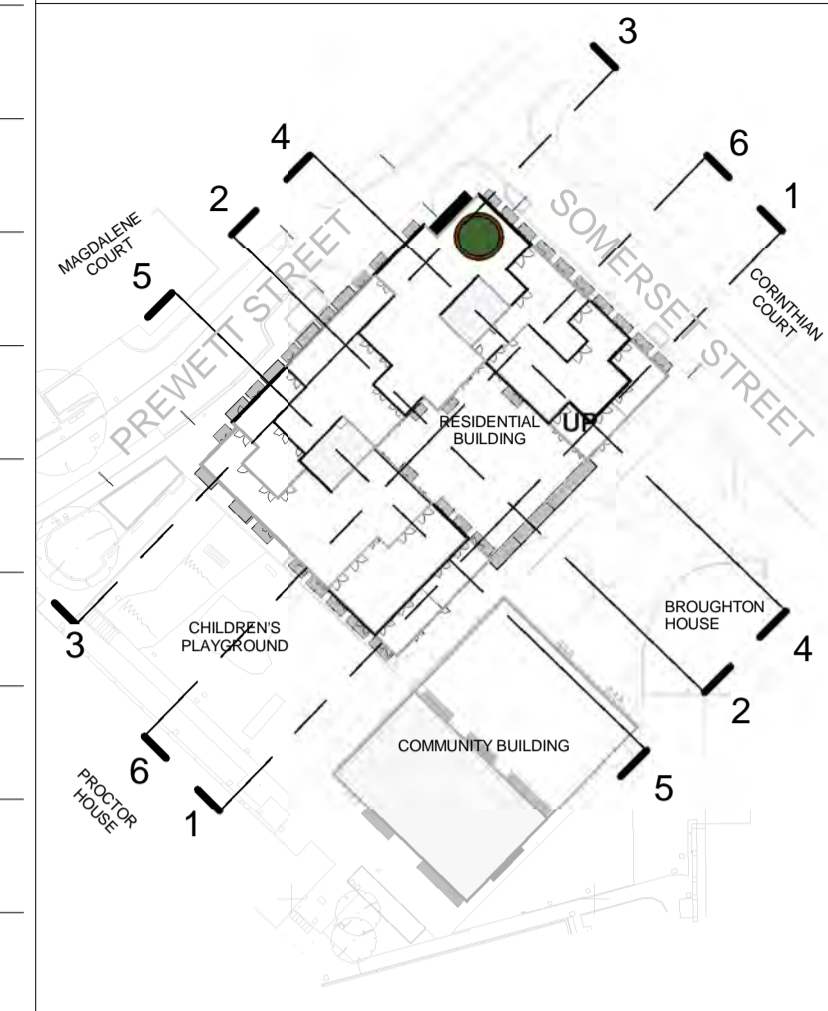 3
4
6
2
1
MAGDALENE
COURT
SOMERSET STREET
5
CORINTHIAN
COURT
PREWETT STREET
RESIDENTIAL
BUILDING
UP
BROUGHTON
HOUSE
CHILDREN'S
PLAYGROUND
3
4
2
COMMUNITY BUILDING
6
5
PROCTOR
HOUSE
1